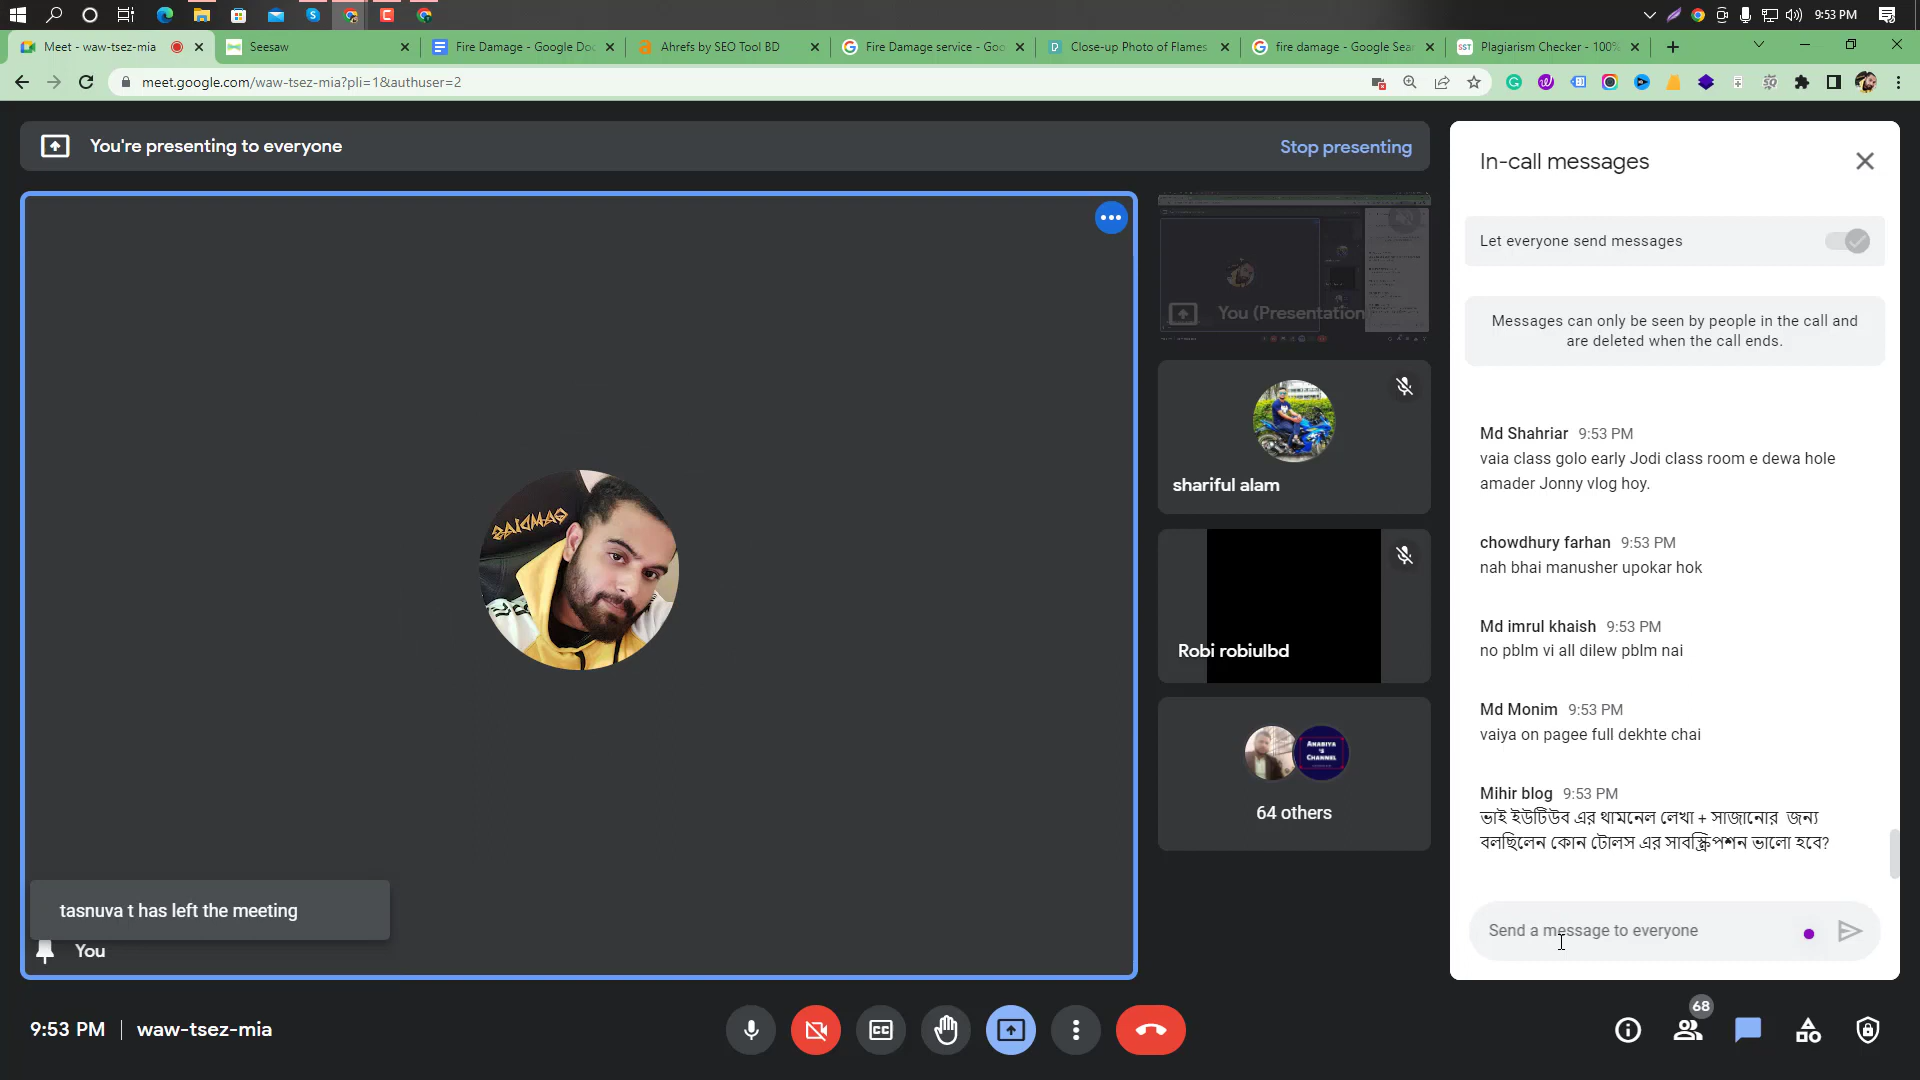 9:53 PM
Meet - waw-tsez-mia
Seesaw
Fire Damage - Google Doc
Ahrefs by SEO Tool BD
Fire Damage service - Goo
Close-up Photo of Flames
fire damage - Google Sea
Plagiarism Checker - 100%
meet.google.com/waw-tsez-mia?pli=1&authuser=2
You're presenting to everyone
Stop presenting
In-call messages
Let everyone send messages
Messages can only be seen by people in the call and
are deleted when the call ends.
You (Presentation
Md Shahriar 9:53 PM
vaia class golo early Jodi class room e dewa hole
amader Jonny vlog hoy.
shariful alam
chowdhury farhan 9:53 PM
nah bhai manusher upokar hok
Md imrul khaish 9:53 PM
no pblm vi all dilew pblm nai
Robi robiulbd
Md Monim 9:53 PM
vaiya on pagee full dekhte chai
ANABIYA
'S
CHANNEL
64 others
Mihir blog 9:53 PM
ভাই ইউটিউব এর থামনেল লেখা + সাজানোর জন্য
বলছিলেন কোন টোলস এর সাবস্ক্রিপশন ভালো হবে?
tasnuva t has left the meeting
You
Send a message to everyone
9:53 PM | waw-tsez-mia
CC
68